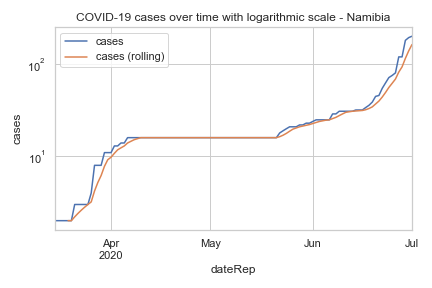 COVID-19 cases over time with logarithmic scale - Namibia
cases
cases (rolling)
10²
10¹
cases
Apr
2020
May
Jun
Jul
dateRep